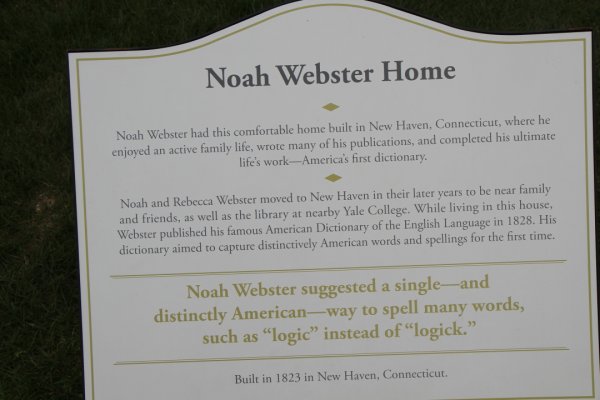 Noah Webster Home
Noah Webster had this comfortable home built in New Haven, Connecticut, where he
enjoyed an active family life, wrote many of his publications, and completed his ultimate
life's work—America's first dictionary.
Noah and Rebecca Webster moved to New Haven in their later years to be near family
and friends, as well as the library at nearby Yale College. While living in this house,
Webster published his famous American Dictionary of the English Language in 1828. His
dictionary aimed to capture distinctively American words and spellings for the first time.
Noah Webster suggested a single—and
distinctly American—way to spell many words,
such as “logic” instead of “logick.”
Built in 1823 in New Haven, Connecticut.